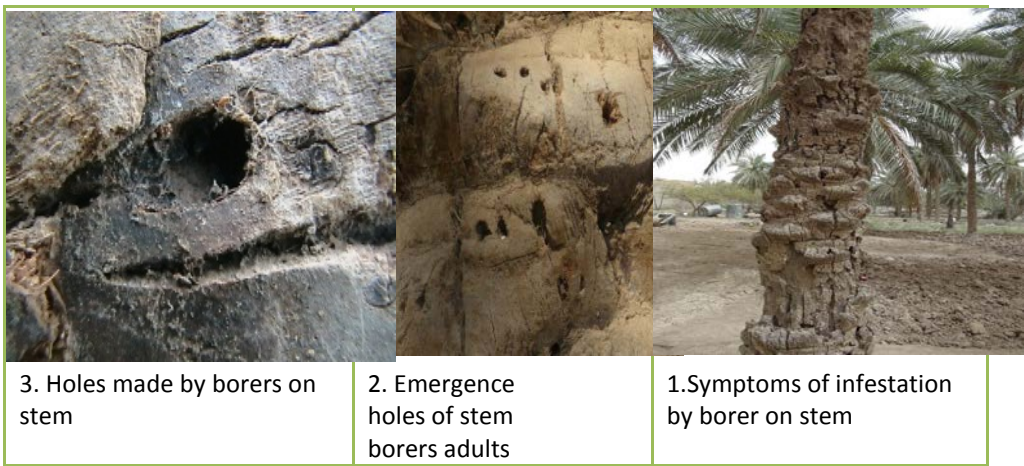 3. Holes made by borers on
stem
2. Emergence
holes of stem
borers adults
1.Symptoms of infestation
by borer on stem